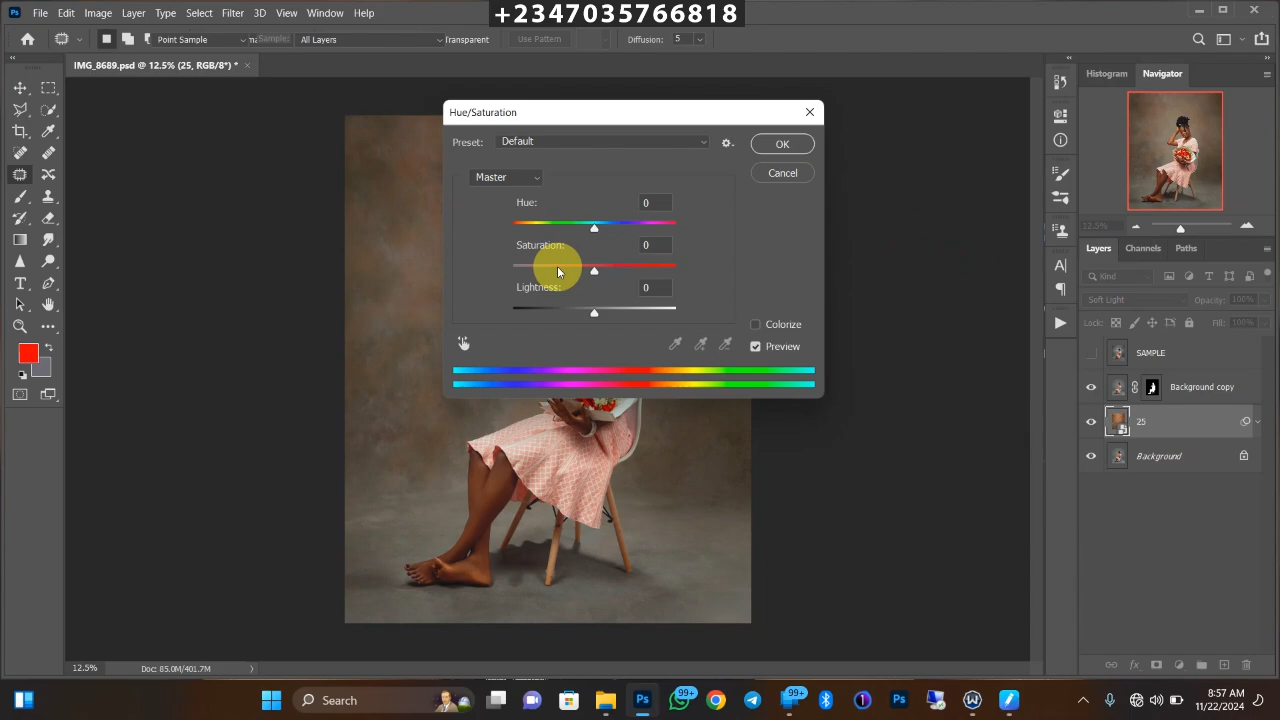 +2347035766818
Ps File Edit Image Layer Type Select Filter 3D View Window Help
Point Sample Sample: All Layers Transparent Use Pattern Diffusion: 5
IMG_8689.psd @ 12.5% (25, RGB/8*) *
Histogram Navigator
Hue/Saturation
Preset: Default OK
Master Cancel
Hue: 0
Saturation: 0
Lightness: 0
Colorize
Preview
12.5%
Layers Channels Paths
Kind
Soft Light Opacity: 100%
Lock: Fill: 100%
SAMPLE
Background copy
25
Background
12.5% Doc: 85.0M/401.7M
Search Ps 99+ 99+ Ps 8:57 AM
11/22/2024